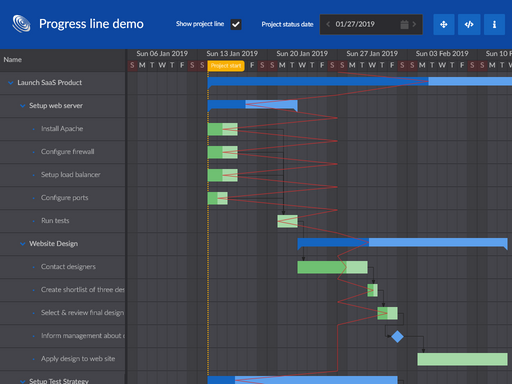 Progress line demo
Show project line
Project status date
01/27/2019
Name
Sun 06 Jan 2019 Sun 13 Jan 2019 Sun 20 Jan 2019 Sun 27 Jan 2019 Sun 03 Feb 2019 Sun 10 F
S M T W T F S S M T W T F S S M T W T F S S M T W T F S S M T W T F S S M T
Project start
Launch SaaS Product
Setup web server
Install Apache
Configure firewall
Setup load balancer
Configure ports
Run tests
Website Design
Contact designers
Create shortlist of three des
Select & review final design
Inform management about
Apply design to web site
Setup Test Strategy